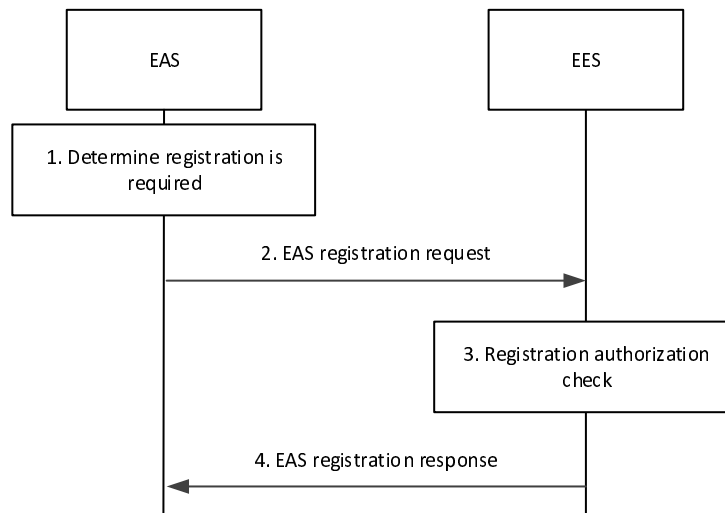 EAS
EES
1. Determine registration is
required
2. EAS registration request
3. Registration authorization
check
4. EAS registration response